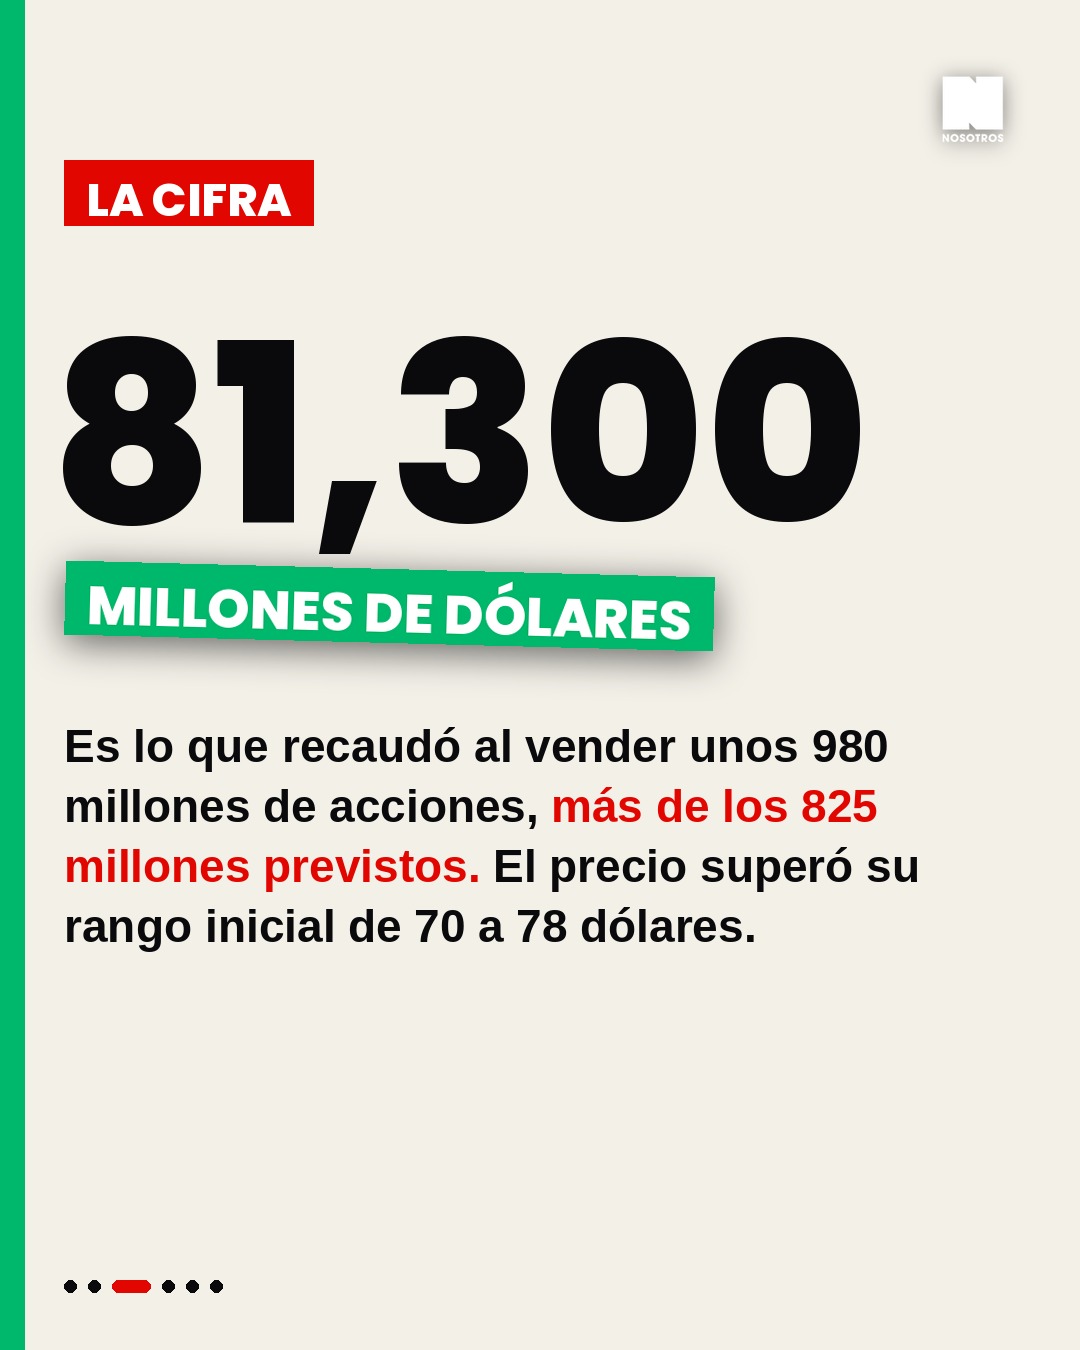 NOSOTROS
LA CIFRA
81,300
MILLONES DE DÓLARES
Es lo que recaudó al vender unos 980
millones de acciones, más de los 825
millones previstos. El precio superó su
rango inicial de 70 a 78 dólares.